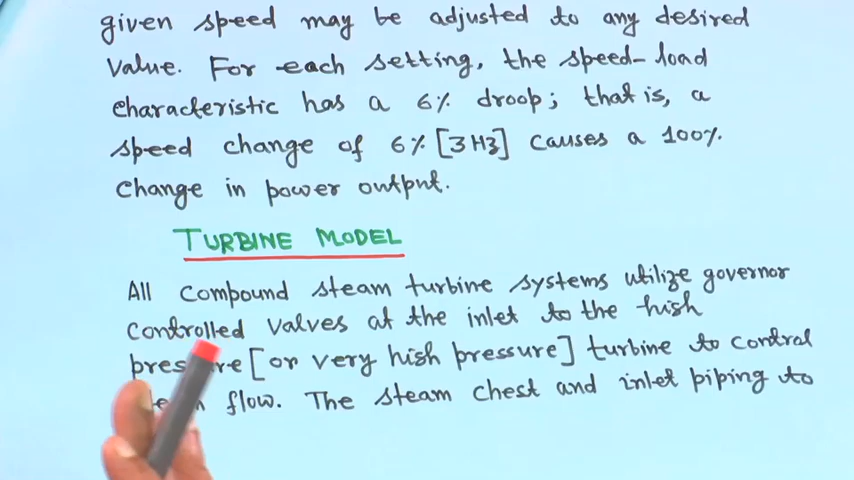 given speed may be adjusted to any desired
value. For each setting, the speed-load
characteristic has a 6% droop; that is, a
speed change of 6% [3 Hz] causes a 100%
change in power output.
TURBINE MODEL
All compound steam turbine systems utilize governor
controlled valves at the inlet to the high
pressure [or very high pressure] turbine to control
flow. The steam chest and inlet piping to